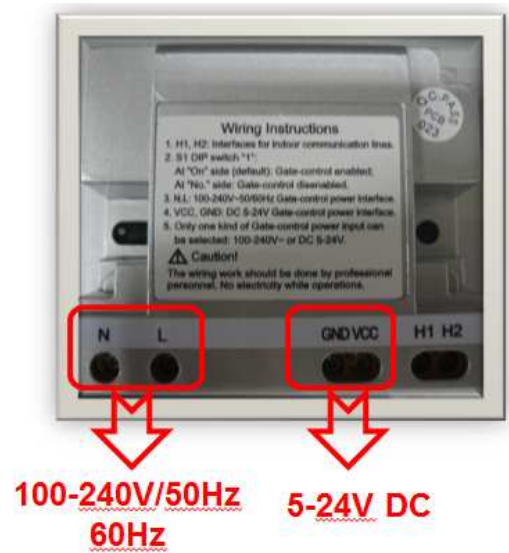 Q.C.PASS
PCB
023
Wiring Instructions
1. H1, H2: Interfaces for indoor communication lines.
2. S1 DIP switch "1":
At "On" side (default): Gate-control enabled;
At "No." side: Gate-control disenabled.
3. N.L: 100-240V~50/60Hz Gate-control power interface.
4. VCC, GND: DC 5-24V Gate-control power interface.
5. Only one kind of Gate-control power input can
be selected: 100-240V~ or DC 5-24V.
Caution!
The wiring work should be done by professional
personnel. No electricity while operations.
N L GND VCC H1 H2
100-240V/50Hz
60Hz
5-24V DC